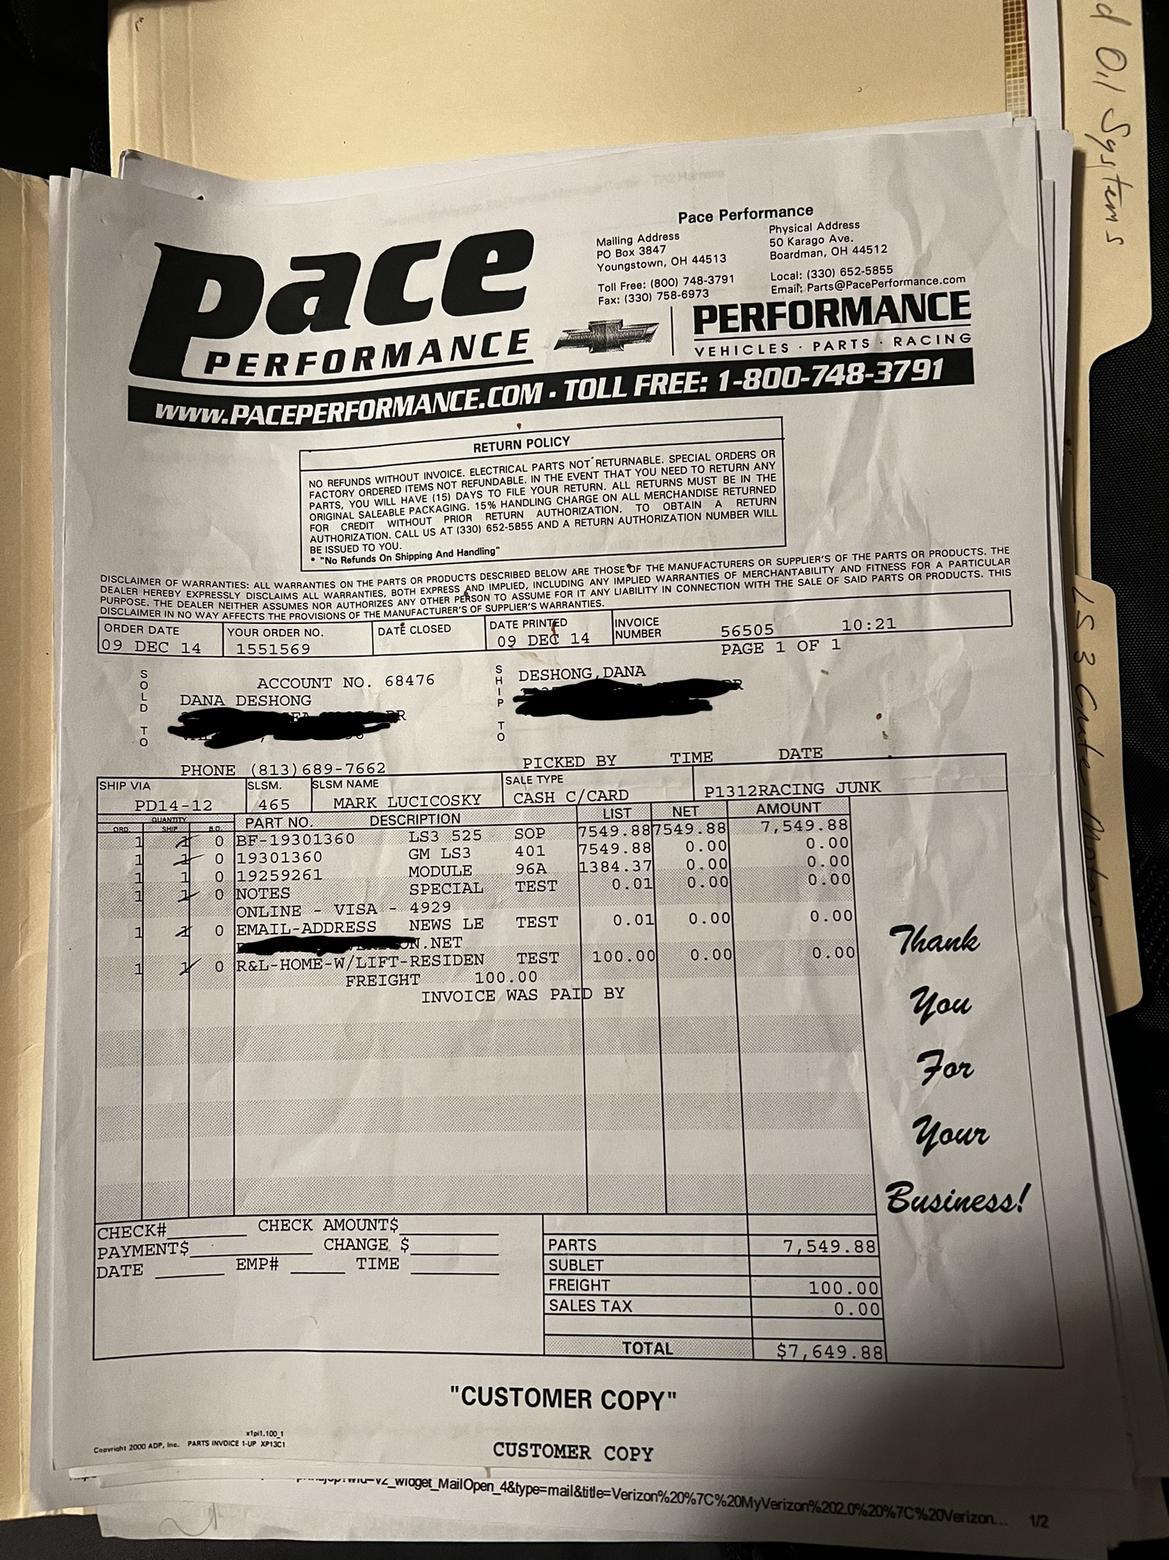 d Oil Systems
LS3 Crate Motors
Pace
PERFORMANCE
Pace Performance
Mailing Address
PO Box 3847
Youngstown, OH 44513
Toll Free: (800) 748-3791
Fax: (330) 758-6973
Physical Address
50 Karago Ave.
Boardman, OH 44512
Local: (330) 652-5855
Email: Parts@PacePerformance.com
PERFORMANCE
VEHICLES · PARTS · RACING
www.PACEPERFORMANCE.COM · TOLL FREE: 1-800-748-3791
RETURN POLICY
NO REFUNDS WITHOUT INVOICE. ELECTRICAL PARTS NOT RETURNABLE. SPECIAL ORDERS OR
FACTORY ORDERED ITEMS NOT REFUNDABLE. IN THE EVENT THAT YOU NEED TO RETURN ANY
PARTS, YOU WILL HAVE (15) DAYS TO FILE YOUR RETURN. ALL RETURNS MUST BE IN THE
ORIGINAL SALEABLE PACKAGING. 15% HANDLING CHARGE ON ALL MERCHANDISE RETURNED
FOR CREDIT WITHOUT PRIOR RETURN AUTHORIZATION. TO OBTAIN A RETURN
AUTHORIZATION. CALL US AT (330) 652-5855 AND A RETURN AUTHORIZATION NUMBER WILL
BE ISSUED TO YOU.
* "No Refunds On Shipping And Handling"
DISCLAIMER OF WARRANTIES: ALL WARRANTIES ON THE PARTS OR PRODUCTS DESCRIBED BELOW ARE THOSE OF THE MANUFACTURERS OR SUPPLIER'S OF THE PARTS OR PRODUCTS. THE
DEALER HEREBY EXPRESSLY DISCLAIMS ALL WARRANTIES, BOTH EXPRESS AND IMPLIED, INCLUDING ANY IMPLIED WARRANTIES OF MERCHANTABILITY AND FITNESS FOR A PARTICULAR
PURPOSE. THE DEALER NEITHER ASSUMES NOR AUTHORIZES ANY OTHER PERSON TO ASSUME FOR IT ANY LIABILITY IN CONNECTION WITH THE SALE OF SAID PARTS OR PRODUCTS. THIS
DISCLAIMER IN NO WAY AFFECTS THE PROVISIONS OF THE MANUFACTURER'S OF SUPPLIER'S WARRANTIES.
ORDER DATE YOUR ORDER NO. DATE CLOSED DATE PRINTED INVOICE NUMBER
09 DEC 14 1551569 09 DEC 14 56505 10:21
PAGE 1 OF 1
SOLD TO
ACCOUNT NO. 68476
DANA DESHONG
DR
PHONE (813)689-7662
SHIP TO
DESHONG, DANA
DR
PICKED BY TIME DATE
SHIP VIA SLSM. SLSM NAME SALE TYPE
PD14-12 465 MARK LUCICOSKY CASH C/CARD P1312RACING JUNK
QUANTITY PART NO. DESCRIPTION LIST NET AMOUNT
ORD. SHIP B.O.
1 1 0 BF-19301360 LS3 525 SOP 7549.88 7549.88 7,549.88
1 1 0 19301360 GM LS3 401 7549.88 0.00 0.00
1 1 0 19259261 MODULE 96A 1384.37 0.00 0.00
1 1 0 NOTES SPECIAL TEST 0.01 0.00 0.00
ONLINE - VISA - 4929
1 1 0 EMAIL-ADDRESS NEWS LE TEST 0.01 0.00 0.00
N.NET
1 1 0 R&L-HOME-W/LIFT-RESIDEN TEST 100.00 0.00 0.00
FREIGHT 100.00
INVOICE WAS PAID BY
Thank
You
For
Your
Business!
CHECK# CHECK AMOUNT$
PAYMENT$ CHANGE $
DATE EMP# TIME
PARTS 7,549.88
SUBLET
FREIGHT 100.00
SALES TAX 0.00
TOTAL $7,649.88
"CUSTOMER COPY"
x1pi1.100_1
Copyright 2000 ADP, Inc. PARTS INVOICE 1-UP XP13C1
CUSTOMER COPY
v2_widget_MailOpen_4&type=mail&title=Verizon%20%7C%20MyVerizon%202.0%20%7C%20Verizon... 1/2